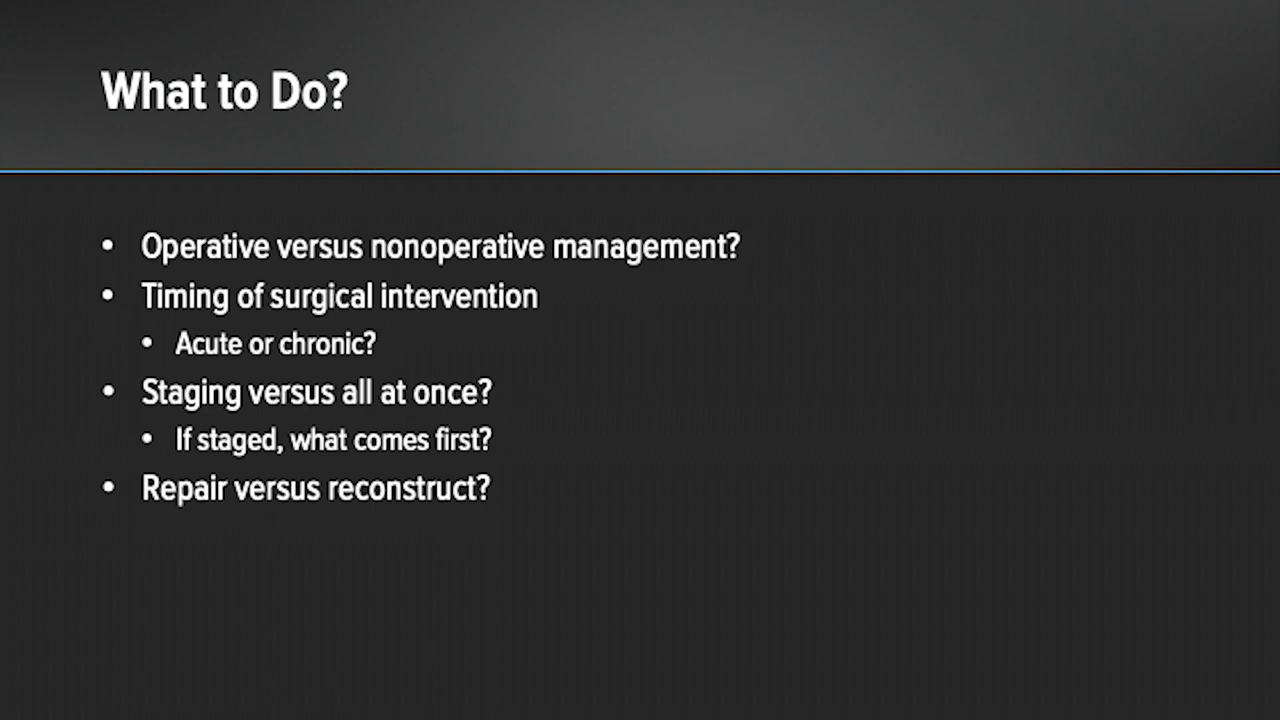 What to Do?
• Operative versus nonoperative management?
• Timing of surgical intervention
• Acute or chronic?
• Staging versus all at once?
• If staged, what comes first?
• Repair versus reconstruct?